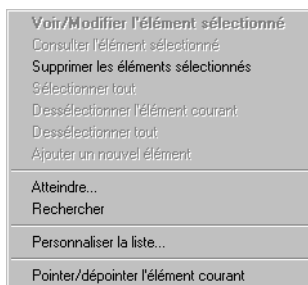 Voir/Modifier l'élément sélectionné
Consulter l'élément sélectionné
Supprimer les éléments sélectionnés
Sélectionner tout
Dessélectionner l'élément courant
Dessélectionner tout
Ajouter un nouvel élément
Atteindre...
Rechercher
Personnaliser la liste...
Pointer/dépointer l'élément courant